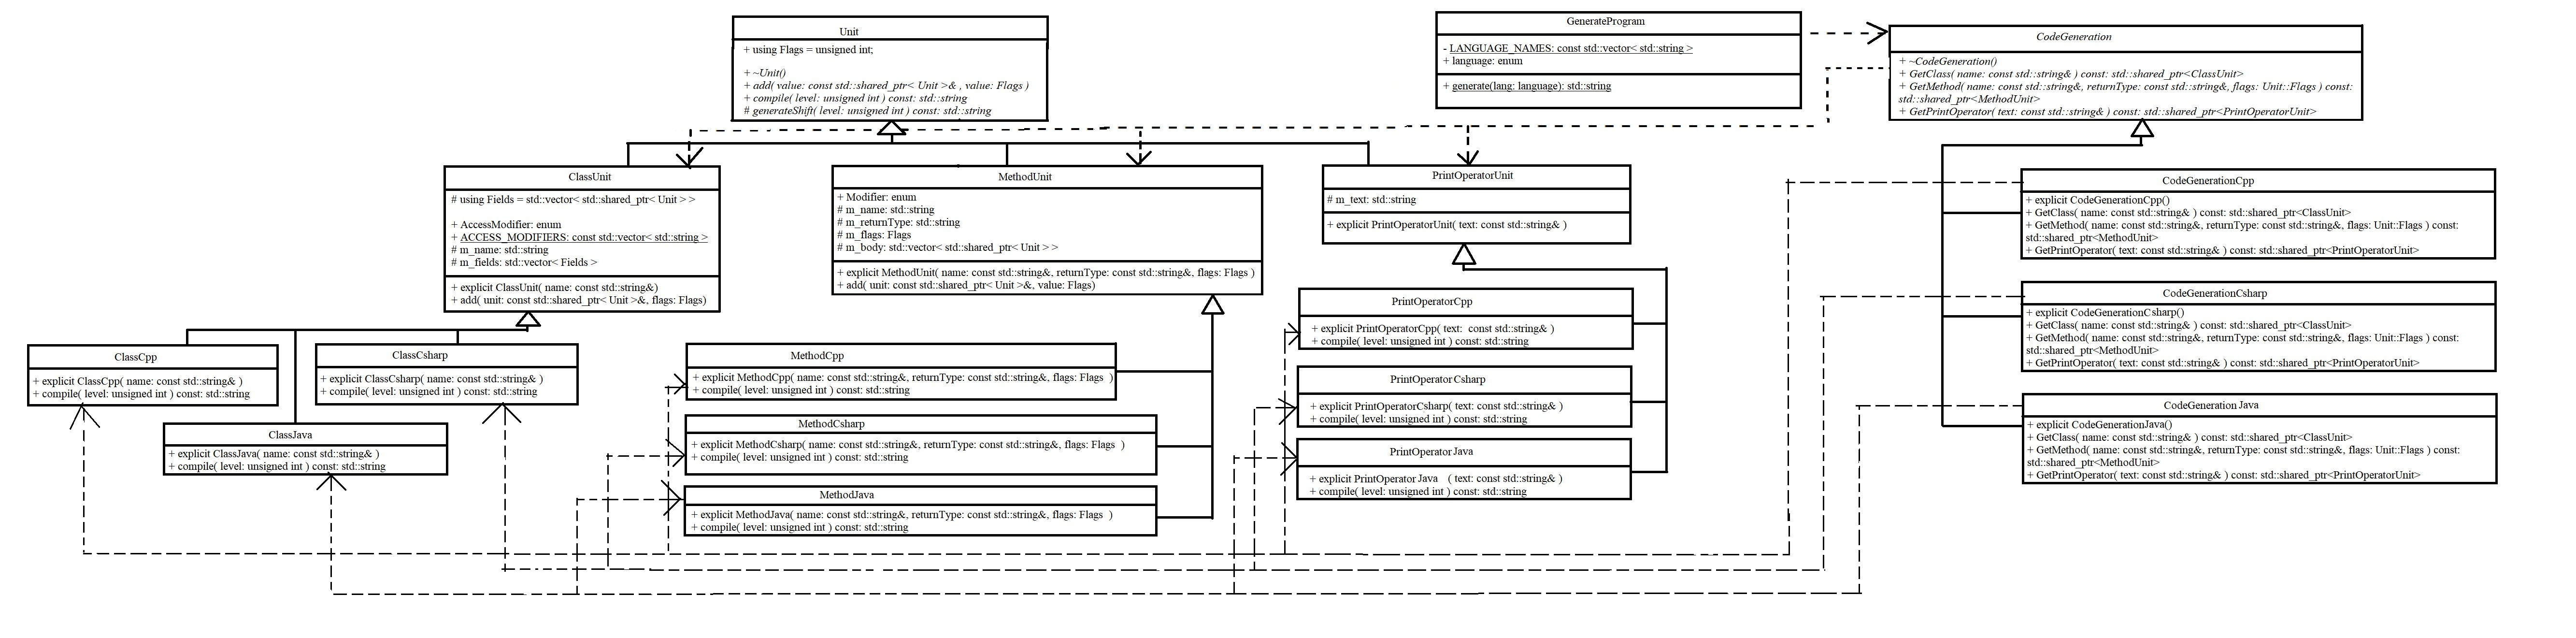 Unit
+ using Flags = unsigned int;
+ ~Unit()
+ add( value: const std::shared_ptr< Unit >& , value: Flags )
+ compile( level: unsigned int ) const: std::string
# generateShift( level: unsigned int ) const: std::string
GenerateProgram
- LANGUAGE_NAMES: const std::vector< std::string >
+ language: enum
+ generate(lang: language): std::string
CodeGeneration
+ ~CodeGeneration()
+ GetClass( name: const std::string& ) const: std::shared_ptr<ClassUnit>
+ GetMethod( name: const std::string&, returnType: const std::string&, flags: Unit::Flags ) const:
std::shared_ptr<MethodUnit>
+ GetPrintOperator( text: const std::string& ) const: std::shared_ptr<PrintOperatorUnit>
ClassUnit
# using Fields = std::vector< std::shared_ptr< Unit > >
+ AccessModifier: enum
+ ACCESS_MODIFIERS: const std::vector< std::string >
# m_name: std::string
# m_fields: std::vector< Fields >
+ explicit ClassUnit( name: const std::string&)
+ add( unit: const std::shared_ptr< Unit >&, flags: Flags)
MethodUnit
+ Modifier: enum
# m_name: std::string
# m_returnType: std::string
# m_flags: Flags
# m_body: std::vector< std::shared_ptr< Unit > >
+ explicit MethodUnit( name: const std::string&, returnType: const std::string&, flags: Flags )
+ add( unit: const std::shared_ptr< Unit >&, value: Flags)
PrintOperatorUnit
# m_text: std::string
+ explicit PrintOperatorUnit( text: const std::string& )
CodeGenerationCpp
+ explicit CodeGenerationCpp()
+ GetClass( name: const std::string& ) const: std::shared_ptr<ClassUnit>
+ GetMethod( name: const std::string&, returnType: const std::string&, flags: Unit::Flags ) const:
std::shared_ptr<MethodUnit>
+ GetPrintOperator( text: const std::string& ) const: std::shared_ptr<PrintOperatorUnit>
CodeGenerationCsharp
+ explicit CodeGenerationCsharp()
+ GetClass( name: const std::string& ) const: std::shared_ptr<ClassUnit>
+ GetMethod( name: const std::string&, returnType: const std::string&, flags: Unit::Flags ) const:
std::shared_ptr<MethodUnit>
+ GetPrintOperator( text: const std::string& ) const: std::shared_ptr<PrintOperatorUnit>
CodeGeneration Java
+ explicit CodeGenerationJava()
+ GetClass( name: const std::string& ) const: std::shared_ptr<ClassUnit>
+ GetMethod( name: const std::string&, returnType: const std::string&, flags: Unit::Flags ) const:
std::shared_ptr<MethodUnit>
+ GetPrintOperator( text: const std::string& ) const: std::shared_ptr<PrintOperatorUnit>
ClassCpp
+ explicit ClassCpp( name: const std::string& )
+ compile( level: unsigned int ) const: std::string
ClassCsharp
+ explicit ClassCsharp( name: const std::string& )
+ compile( level: unsigned int ) const: std::string
ClassJava
+ explicit ClassJava( name: const std::string& )
+ compile( level: unsigned int ) const: std::string
MethodCpp
+ explicit MethodCpp( name: const std::string&, returnType: const std::string&, flags: Flags )
+ compile( level: unsigned int ) const: std::string
MethodCsharp
+ explicit MethodCsharp( name: const std::string&, returnType: const std::string&, flags: Flags )
+ compile( level: unsigned int ) const: std::string
MethodJava
+ explicit MethodJava( name: const std::string&, returnType: const std::string&, flags: Flags )
+ compile( level: unsigned int ) const: std::string
PrintOperatorCpp
+ explicit PrintOperatorCpp( text: const std::string& )
+ compile( level: unsigned int ) const: std::string
PrintOperator Csharp
+ explicit PrintOperatorCsharp ( text: const std::string& )
+ compile( level: unsigned int ) const: std::string
PrintOperator Java
+ explicit PrintOperator Java ( text: const std::string& )
+ compile( level: unsigned int ) const: std::string